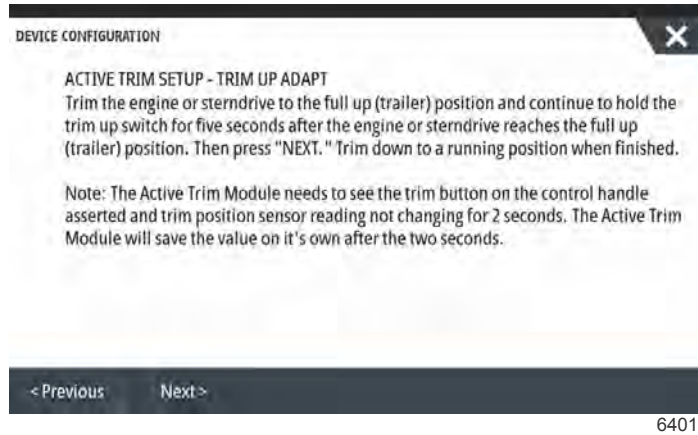 DEVICE CONFIGURATION
X
ACTIVE TRIM SETUP - TRIM UP ADAPT
Trim the engine or sterndrive to the full up (trailer) position and continue to hold the
trim up switch for five seconds after the engine or sterndrive reaches the full up
(trailer) position. Then press "NEXT." Trim down to a running position when finished.
Note: The Active Trim Module needs to see the trim button on the control handle
asserted and trim position sensor reading not changing for 2 seconds. The Active Trim
Module will save the value on it's own after the two seconds.
< Previous Next >
6401